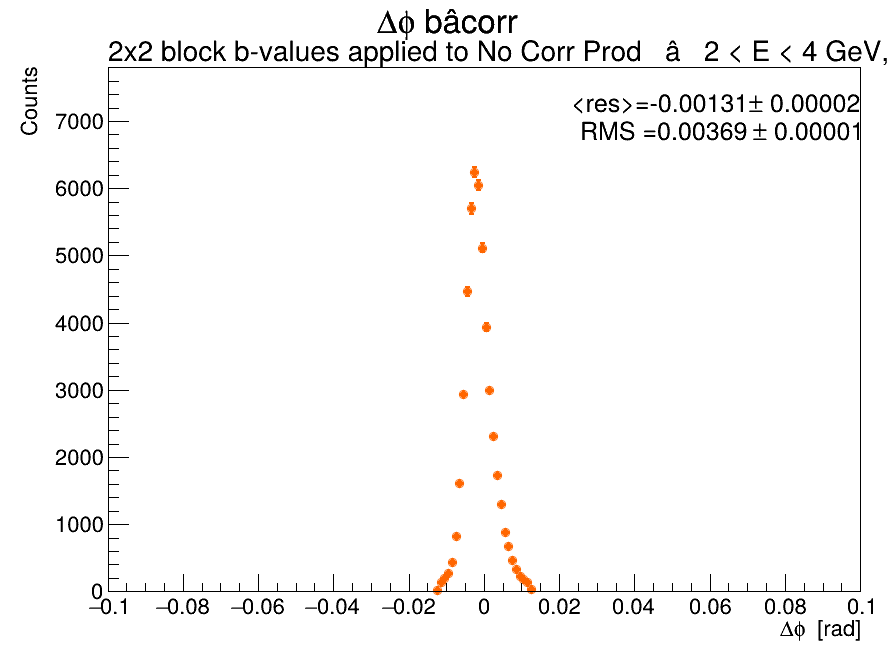 Δϕ bâcorr
2x2 block b-values applied to No Corr Prod â 2 < E < 4 GeV,
Counts
<res>=-0.00131± 0.00002
RMS =0.00369 ± 0.00001
7000
6000
5000
4000
3000
2000
1000
0
−0.1 −0.08 −0.06 −0.04 −0.02 0 0.02 0.04 0.06 0.08 0.1
Δϕ [rad]